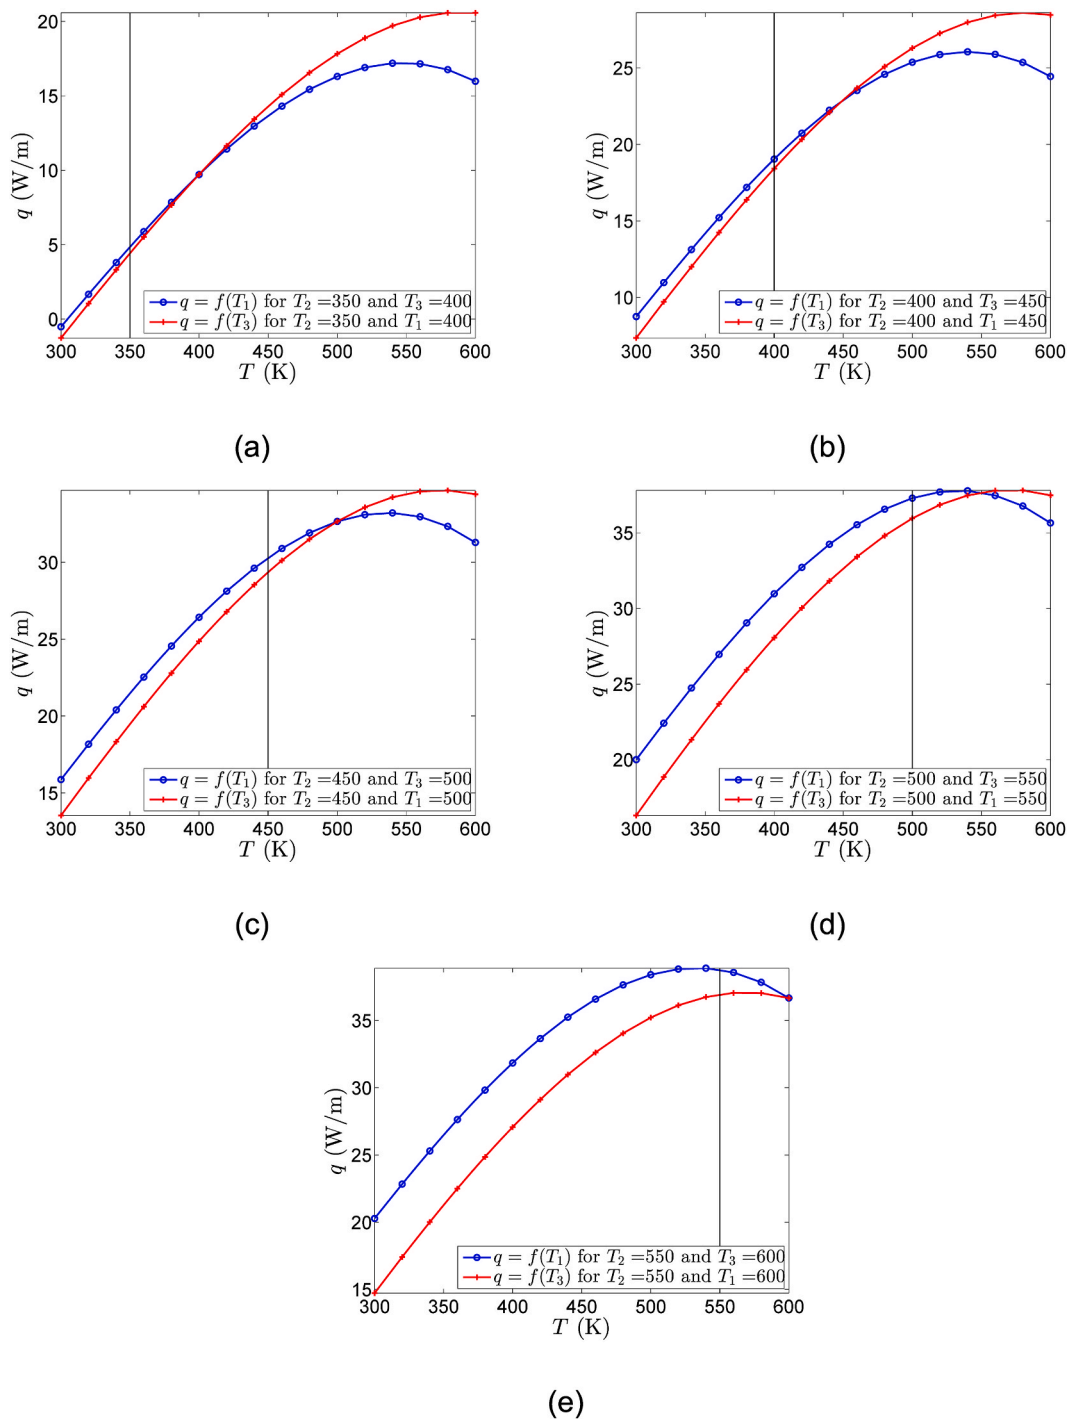 20
15
10
5
0
q (W/m)
q = f(T₁) for T₂ =350 and T₃ =400
q = f(T₃) for T₂ =350 and T₁ =400
300 350 400 450 500 550 600
T (K)
(a)
25
20
15
10
q (W/m)
q = f(T₁) for T₂ =400 and T₃ =450
q = f(T₃) for T₂ =400 and T₁ =450
300 350 400 450 500 550 600
T (K)
(b)
30
25
20
15
q (W/m)
q = f(T₁) for T₂ =450 and T₃ =500
q = f(T₃) for T₂ =450 and T₁ =500
300 350 400 450 500 550 600
T (K)
(c)
35
30
25
20
q (W/m)
q = f(T₁) for T₂ =500 and T₃ =550
q = f(T₃) for T₂ =500 and T₁ =550
300 350 400 450 500 550 600
T (K)
(d)
35
30
25
20
15
q (W/m)
q = f(T₁) for T₂ =550 and T₃ =600
q = f(T₃) for T₂ =550 and T₁ =600
300 350 400 450 500 550 600
T (K)
(e)